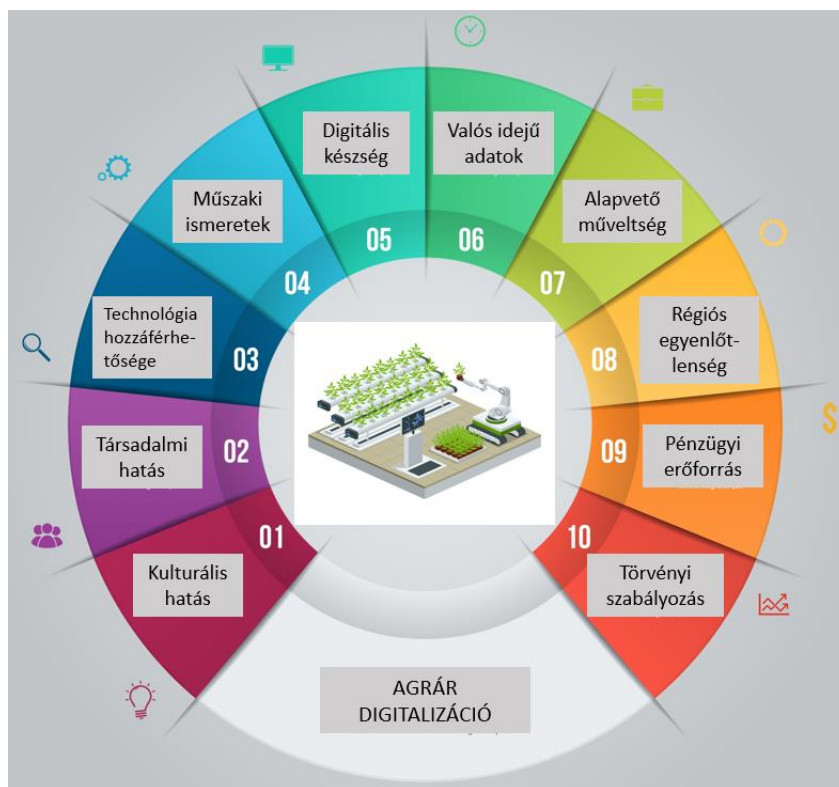 01
Kulturális
hatás
02
Társadalmi
hatás
03
Technológia
hozzáférhe-
tősége
04
Műszaki
ismeretek
05
Digitális
készség
06
Valós idejű
adatok
07
Alapvető
műveltség
08
Régiós
egyenlőt-
lenség
09
Pénzügyi
erőforrás
10
Törvényi
szabályozás
AGRÁR
DIGITALIZÁCIÓ
$